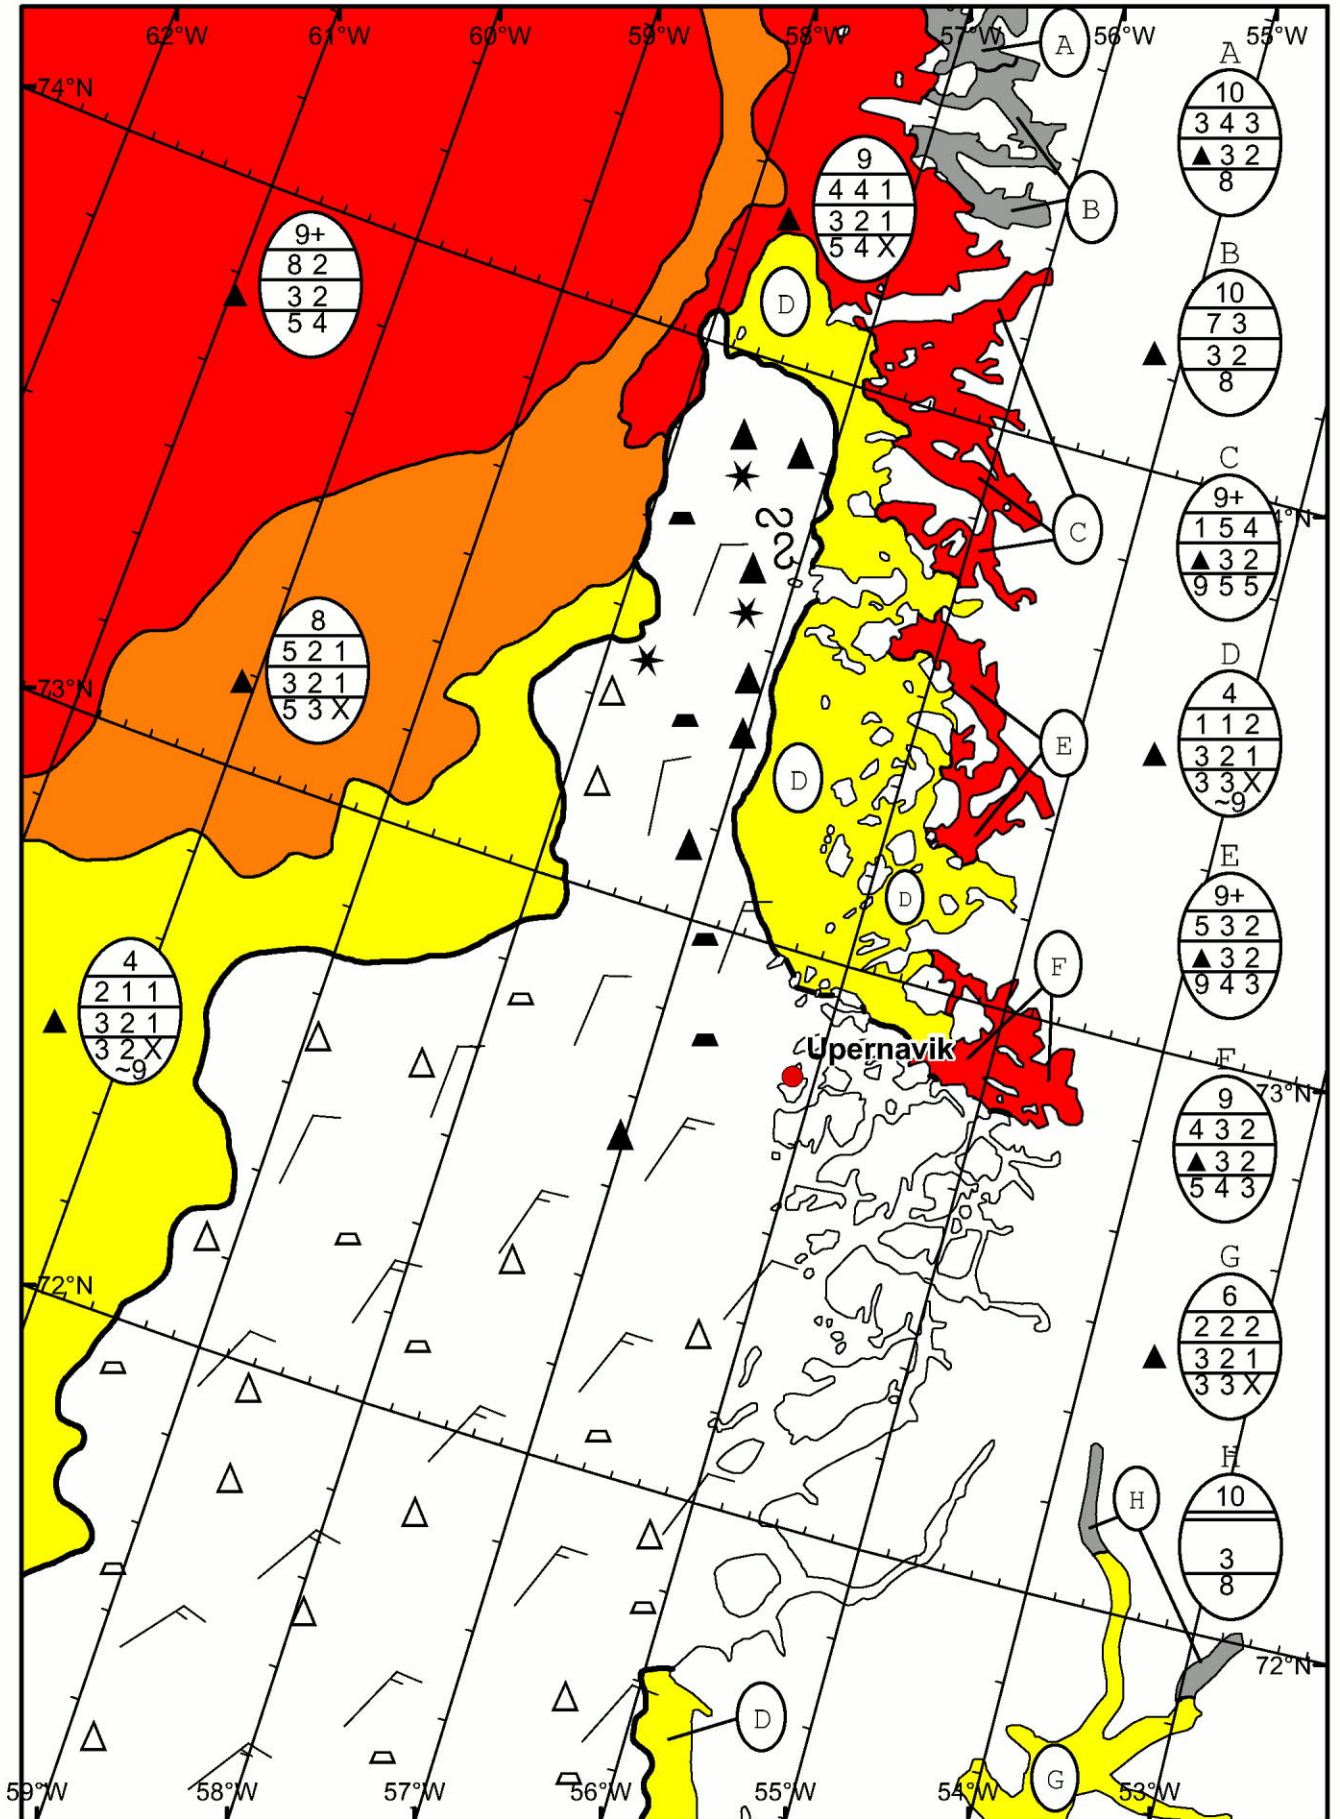 62°W 61°W 60°W 59°W 58°W 57°W 56°W 55°W
74°N
A
B
9+
8 2
3 2
5 4
9
4 4 1
3 2 1
5 4 X
D
C
8
5 2 1
3 2 1
5 3 X
73°N
D
E
D
F
4
2 1 1
3 2 1
3 2 X
~9
Upernavik
72°N
H
D
G
A
10
3 4 3
▲ 3 2
8
B
10
7 3
3 2
8
C
9+
1 5 4
▲ 3 2
9 5 5
4°N
D
4
1 1 2
3 2 1
3 3 X
~9
E
9+
5 3 2
▲ 3 2
9 4 3
F
9
4 3 2
▲ 3 2
5 4 3
73°N
G
6
2 2 2
3 2 1
3 3 X
H
10
3
8
72°N
59°W 58°W 57°W 56°W 55°W 54°W 53°W